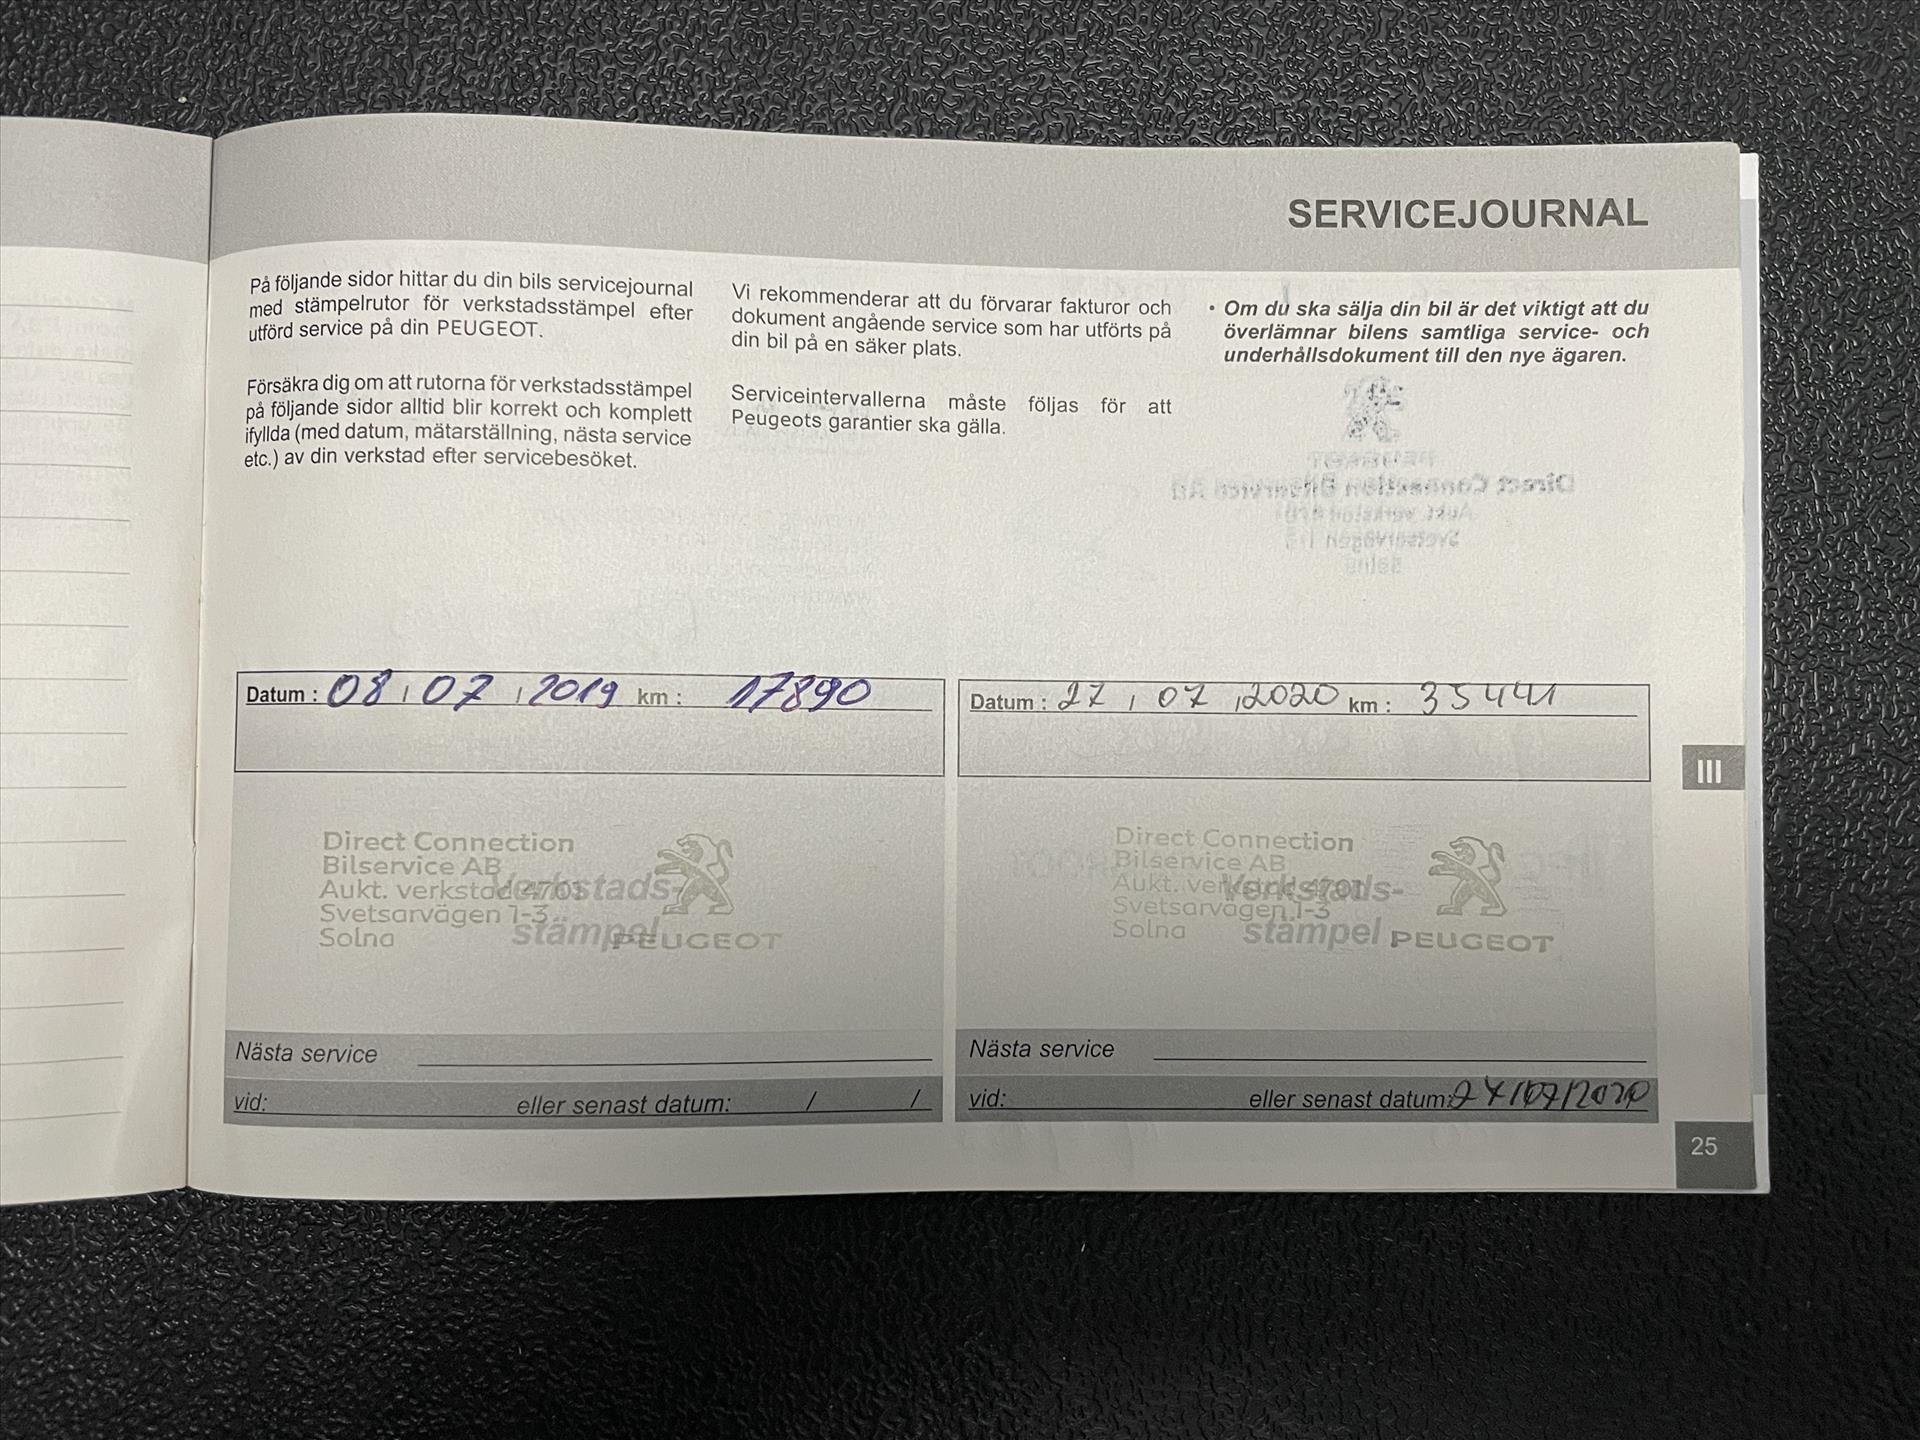 SERVICEJOURNAL
På följande sidor hittar du din bils servicejournal
med stämpelrutor för verkstadsstämpel efter
utförd service på din PEUGEOT.
Försäkra dig om att rutorna för verkstadsstämpel
på följande sidor alltid blir korrekt och komplett
ifyllda (med datum, mätarställning, nästa service
etc.) av din verkstad efter servicebesöket.
Vi rekommenderar att du förvarar fakturor och
dokument angående service som har utförts på
din bil på en säker plats.
Serviceintervallerna måste följas för att
Peugeots garantier ska gälla.
• Om du ska sälja din bil är det viktigt att du
överlämnar bilens samtliga service- och
underhållsdokument till den nye ägaren.
Datum : 08 / 07 / 2019 km : 17890
Direct Connection
Bilservice AB
Aukt. verkstad 4701
Svetsarvägen 1-3
Solna
Verkstads-
stämpel
PEUGEOT
Nästa service
vid: eller senast datum: / /
Datum : 27 / 07 / 2020 km : 35441
Direct Connection
Bilservice AB
Aukt. verkstad 4701
Svetsarvägen 1-3
Solna
Verkstads-
stämpel
PEUGEOT
Nästa service
vid: eller senast datum: 27/07/2020
III
25